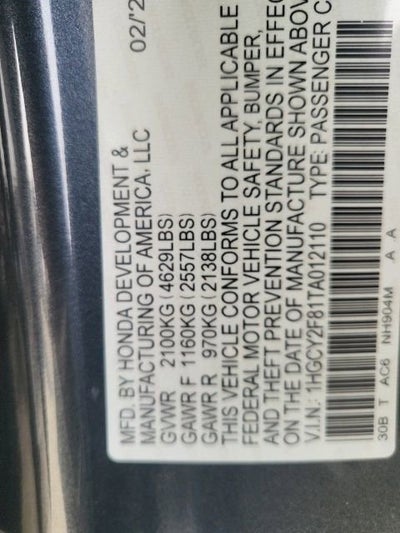 MFD. BY HONDA DEVELOPMENT &
MANUFACTURING OF AMERICA, LLC 02/'2
GVWR 2100KG (4629LBS)
GAWR F 1160KG (2557LBS)
GAWR R 970KG (2138LBS)
THIS VEHICLE CONFORMS TO ALL APPLICABLE
FEDERAL MOTOR VEHICLE SAFETY, BUMPER,
AND THEFT PREVENTION STANDARDS IN EFFEC
ON THE DATE OF MANUFACTURE SHOWN ABOV
V.I.N.: 1HGCY2F81TA012110 TYPE: PASSENGER C
30B T AC6 NH904M A A